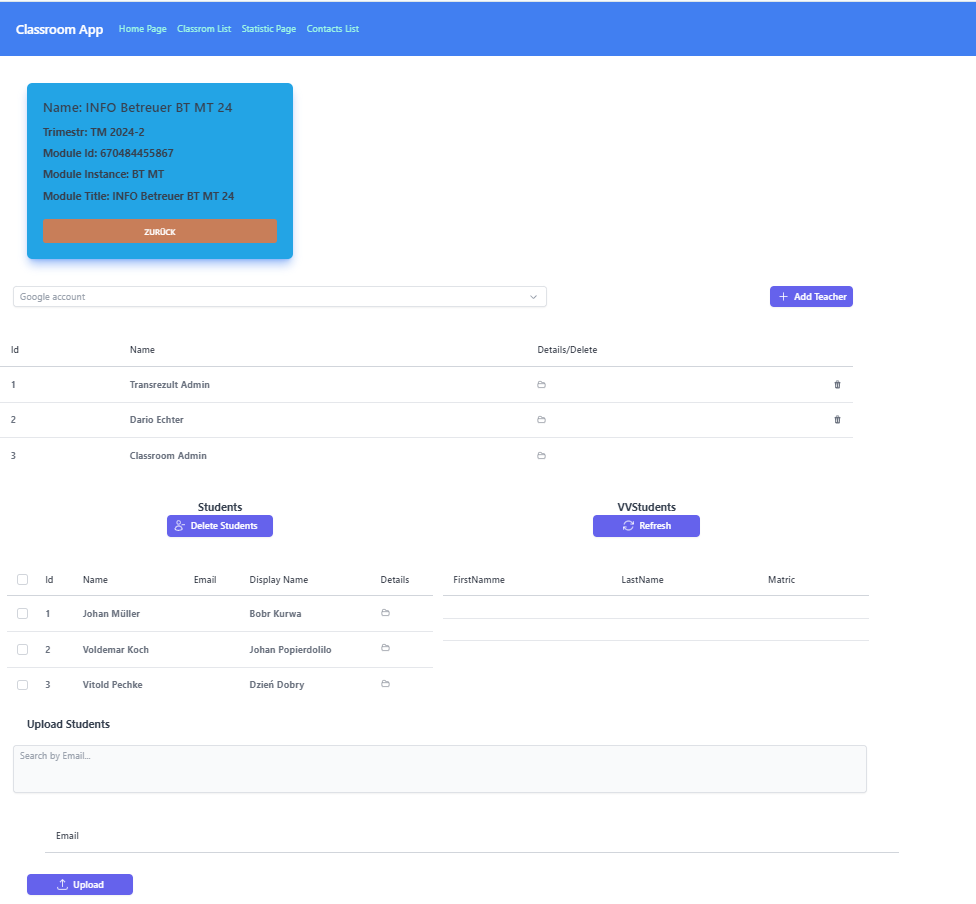 Classroom App Home Page Classrom List Statistic Page Contacts List
Name: INFO Betreuer BT MT 24
Trimestr: TM 2024-2
Module Id: 670484455867
Module Instance: BT MT
Module Title: INFO Betreuer BT MT 24
ZURÜCK
Google account
Add Teacher
Id Name Details/Delete
1 Transrezult Admin
2 Dario Echter
3 Classroom Admin
Students
Delete Students
VVStudents
Refresh
Id Name Email Display Name Details
1 Johan Müller Bobr Kurwa
2 Voldemar Koch Johan Popierdolilo
3 Vitold Pechke Dzień Dobry
FirstNamme LastName Matric
Upload Students
Search by Email...
Email
Upload